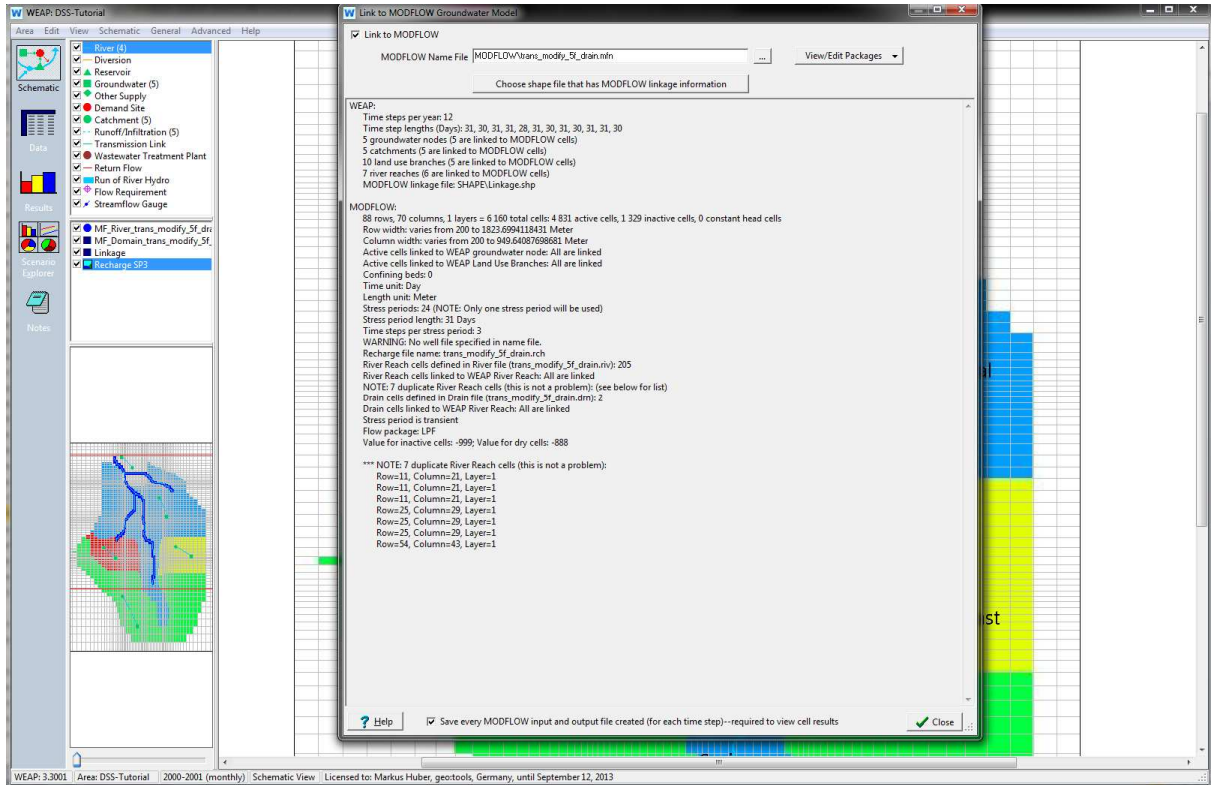 WEAP: DSS-Tutorial
Area Edit View Schematic General Advanced Help
Schematic
Data
Results
Scenario
Explorer
Notes
River (4)
Diversion
Reservoir
Groundwater (5)
Other Supply
Demand Site
Catchment (5)
Runoff/Infiltration (5)
Transmission Link
Wastewater Treatment Plant
Return Flow
Run of River Hydro
Flow Requirement
Streamflow Gauge
MF_River_trans_modify_5f_dra
MF_Domain_trans_modify_5f_
Linkage
Recharge SP3
Link to MODFLOW Groundwater Model
Link to MODFLOW
MODFLOW Name File MODFLOW\trans_modify_5f_drain.mfn ... View/Edit Packages
Choose shape file that has MODFLOW linkage information
WEAP:
Time steps per year: 12
Time step lengths (Days): 31, 30, 31, 31, 28, 31, 30, 31, 30, 31, 31, 30
5 groundwater nodes (5 are linked to MODFLOW cells)
5 catchments (5 are linked to MODFLOW cells)
10 land use branches (5 are linked to MODFLOW cells)
7 river reaches (6 are linked to MODFLOW cells)
MODFLOW linkage file: SHAPE\Linkage.shp
MODFLOW:
88 rows, 70 columns, 1 layers = 6 160 total cells: 4 831 active cells, 1 329 inactive cells, 0 constant head cells
Row width: varies from 200 to 1823.6994118431 Meter
Column width: varies from 200 to 949.64087698681 Meter
Active cells linked to WEAP groundwater node: All are linked
Active cells linked to WEAP Land Use Branches: All are linked
Confining beds: 0
Time unit: Day
Length unit: Meter
Stress periods: 24 (NOTE: Only one stress period will be used)
Stress period length: 31 Days
Time steps per stress period: 3
WARNING: No well file specified in name file.
Recharge file name: trans_modify_5f_drain.rch
River Reach cells defined in River file (trans_modify_5f_drain.riv): 205
River Reach cells linked to WEAP River Reach: All are linked
NOTE: 7 duplicate River Reach cells (this is not a problem): (see below for list)
Drain cells defined in Drain file (trans_modify_5f_drain.drn): 2
Drain cells linked to WEAP River Reach: All are linked
Stress period is transient
Flow package: LPF
Value for inactive cells: -999; Value for dry cells: -888
*** NOTE: 7 duplicate River Reach cells (this is not a problem):
Row=11, Column=21, Layer=1
Row=11, Column=21, Layer=1
Row=11, Column=21, Layer=1
Row=25, Column=29, Layer=1
Row=25, Column=29, Layer=1
Row=25, Column=29, Layer=1
Row=54, Column=43, Layer=1
? Help Save every MODFLOW input and output file created (for each time step)--required to view cell results Close
WEAP: 3.3001 Area: DSS-Tutorial 2000-2001 (monthly) Schematic View Licensed to: Markus Huber, geo:tools, Germany, until September 12, 2013